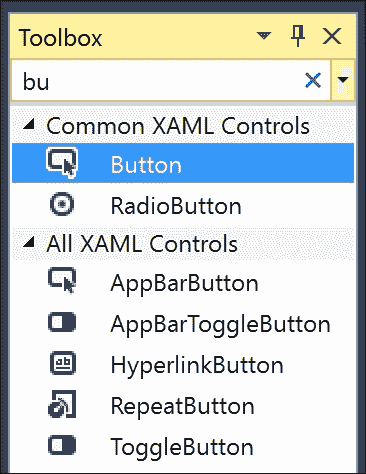 Toolbox
bu
Common XAML Controls
Button
RadioButton
All XAML Controls
AppBarButton
AppBarToggleButton
HyperlinkButton
RepeatButton
ToggleButton